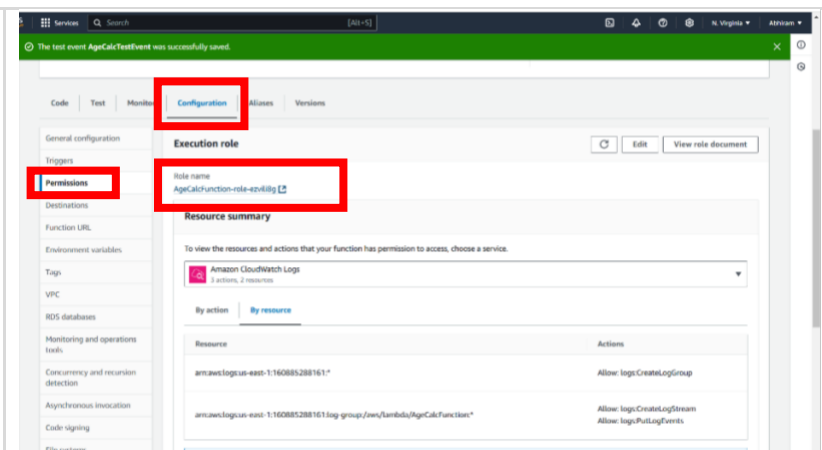 Services
Search
[Alt+S]
N. Virginia
Abhiram
The test event AgeCalcTestEvent was successfully saved.
Code
Test
Monitor
Configuration
Aliases
Versions
General configuration
Triggers
Permissions
Destinations
Function URL
Environment variables
Tags
VPC
RDS databases
Monitoring and operations
tools
Concurrency and recursion
detection
Asynchronous invocation
Code signing
File systems
Execution role
Edit
View role document
Role name
Resource summary
To view the resources and actions that your function has permission to access, choose a service.
Amazon CloudWatch Logs
3 actions, 2 resources
By action
By resource
Resource
Actions
arn:aws:logs:us-east-1:160885288161:*
Allow: logs:CreateLogGroup
arn:aws:logs:us-east-1:160885288161:log-group:/aws/lambda/AgeCalcFunction:*
Allow: logs:CreateLogStream
Allow: logs:PutLogEvents